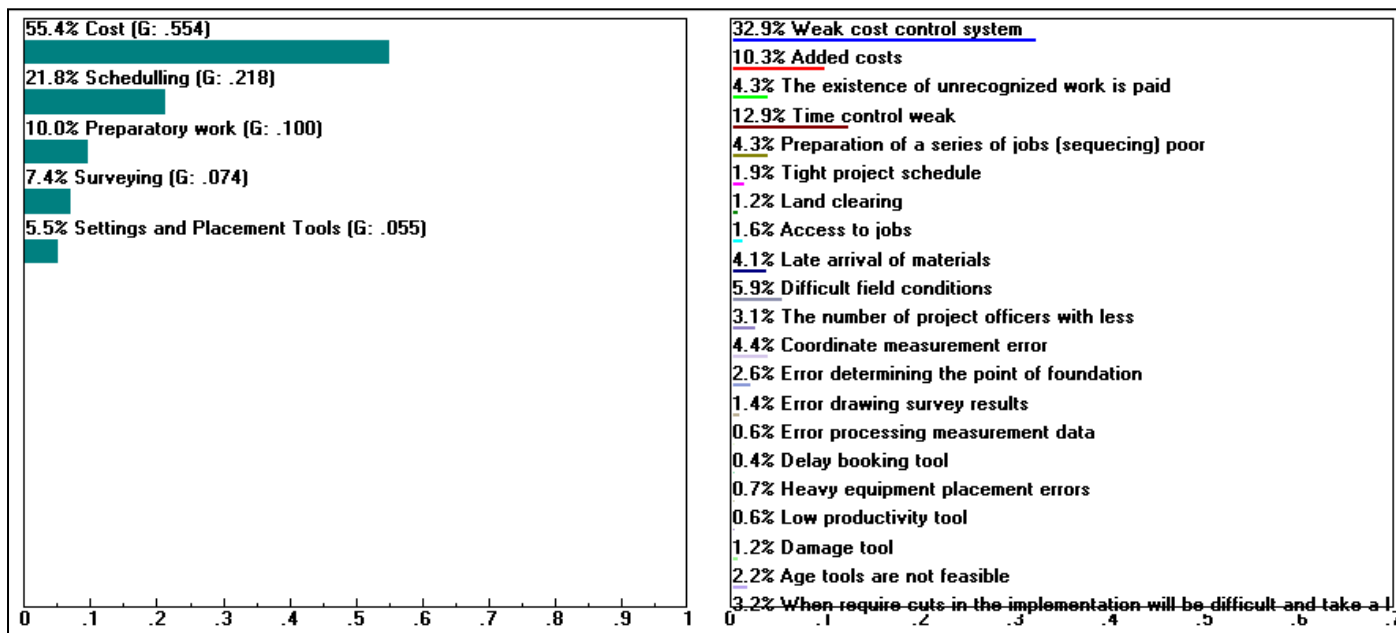 55.4% Cost (G: .554)
21.8% Schedulling (G: .218)
10.0% Preparatory work (G: .100)
7.4% Surveying (G: .074)
5.5% Settings and Placement Tools (G: .055)
0 .1 .2 .3 .4 .5 .6 .7 .8 .9 1
32.9% Weak cost control system
10.3% Added costs
4.3% The existence of unrecognized work is paid
12.9% Time control weak
4.3% Preparation of a series of jobs (sequecing) poor
1.9% Tight project schedule
1.2% Land clearing
1.6% Access to jobs
4.1% Late arrival of materials
5.9% Difficult field conditions
3.1% The number of project officers with less
4.4% Coordinate measurement error
2.6% Error determining the point of foundation
1.4% Error drawing survey results
0.6% Error processing measurement data
0.4% Delay booking tool
0.7% Heavy equipment placement errors
0.6% Low productivity tool
1.2% Damage tool
2.2% Age tools are not feasible
3.2% When require cuts in the implementation will be difficult and take a
0 .1 .2 .3 .4 .5 .6